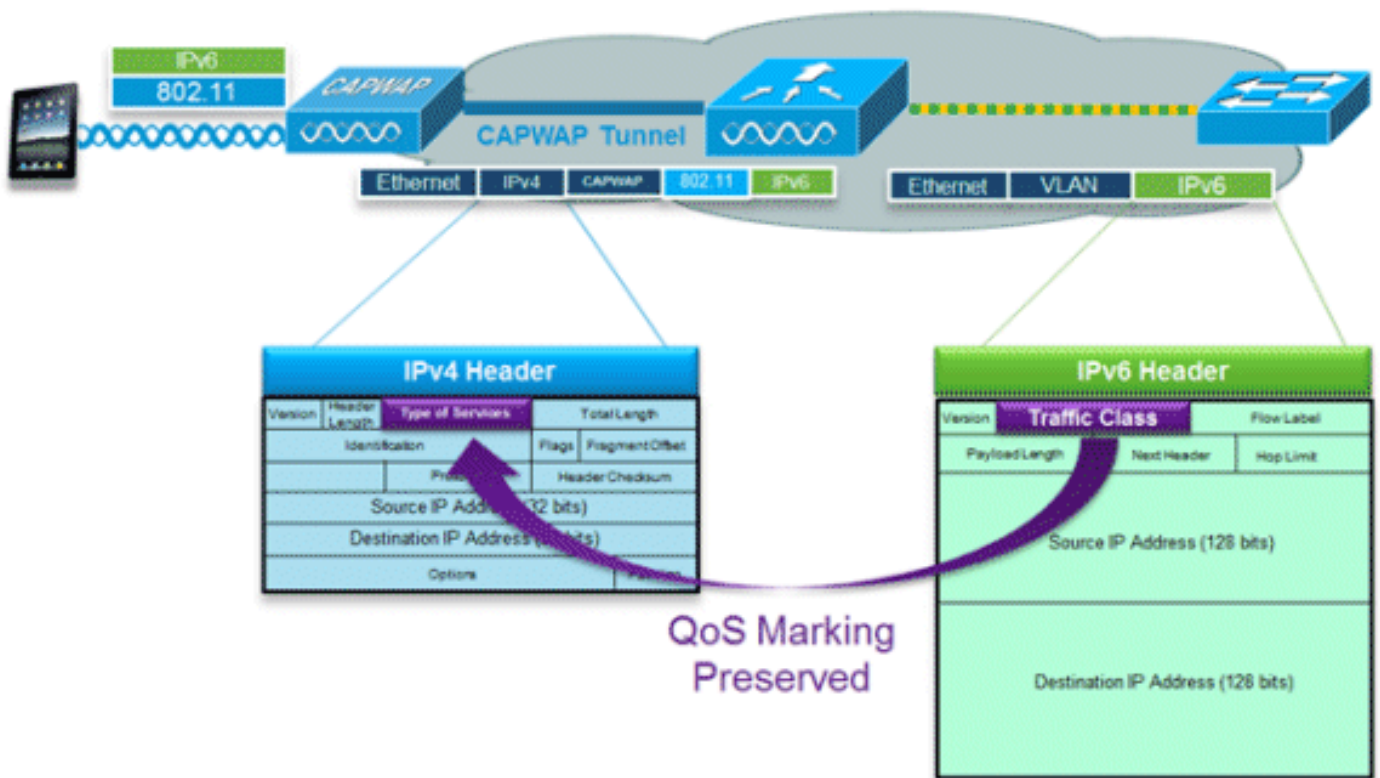 IPv6
802.11
CAPWAP
CAPWAP Tunnel
Ethernet IPv4 CAPWAP 802.11 IPv6
Ethernet VLAN IPv6
IPv4 Header
Version Header Length Type of Services Total Length
Identification Flags Fragment Offset
Header Checksum
Source IP (32 bits)
Destination IP Address bits)
Options
IPv6 Header
Version Traffic Class Flow Label
Payload Length Next Header Hop Limit
Source IP Address (128 bits)
Destination IP Address (128 bits)
QoS Marking
Preserved